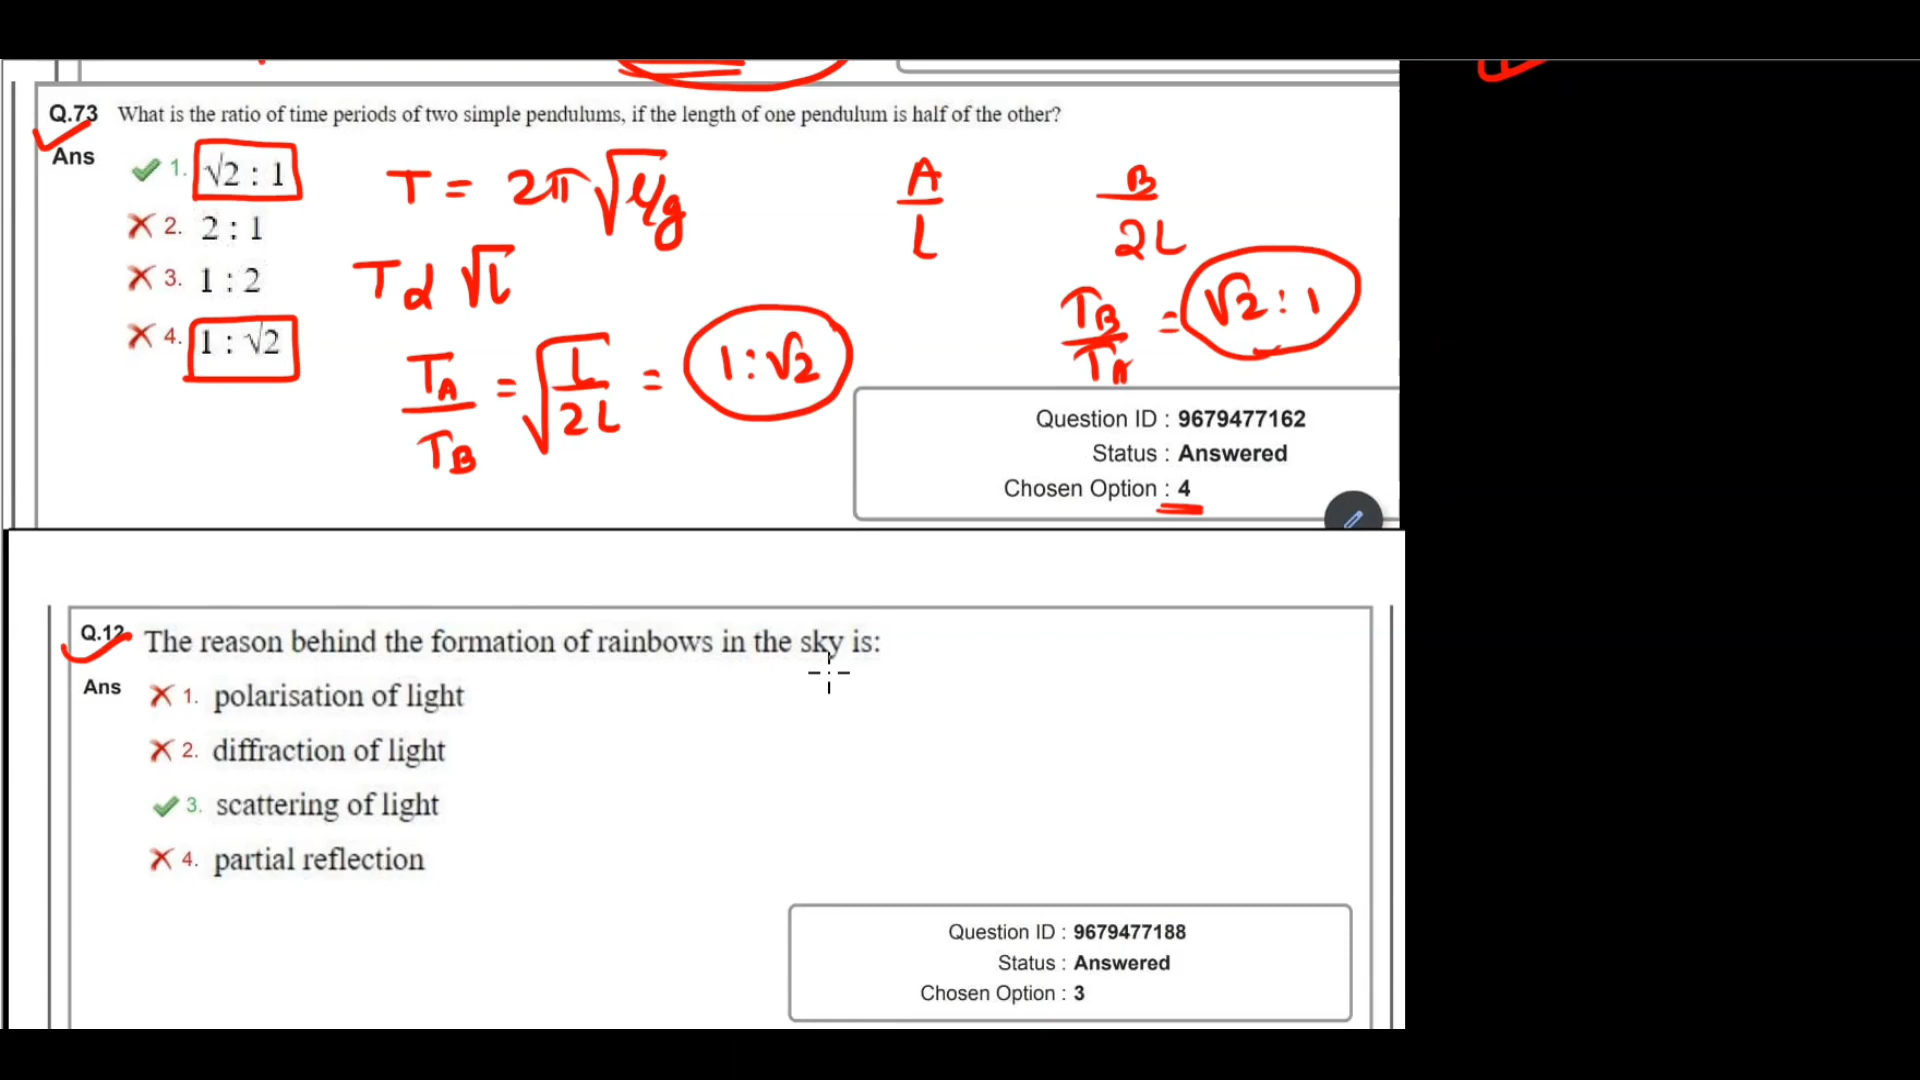 Q.73 What is the ratio of time periods of two simple pendulums, if the length of one pendulum is half of the other?
Ans
1. √2 : 1
2. 2 : 1
3. 1 : 2
4. 1 : √2
T = 2π √l/g
T α √l
TA/TB = √L/2L = 1:√2
A/L
B/2L
TB/TA = √2 : 1
Question ID : 9679477162
Status : Answered
Chosen Option : 4
Q.12 The reason behind the formation of rainbows in the sky is:
Ans
1. polarisation of light
2. diffraction of light
3. scattering of light
4. partial reflection
Question ID : 9679477188
Status : Answered
Chosen Option : 3